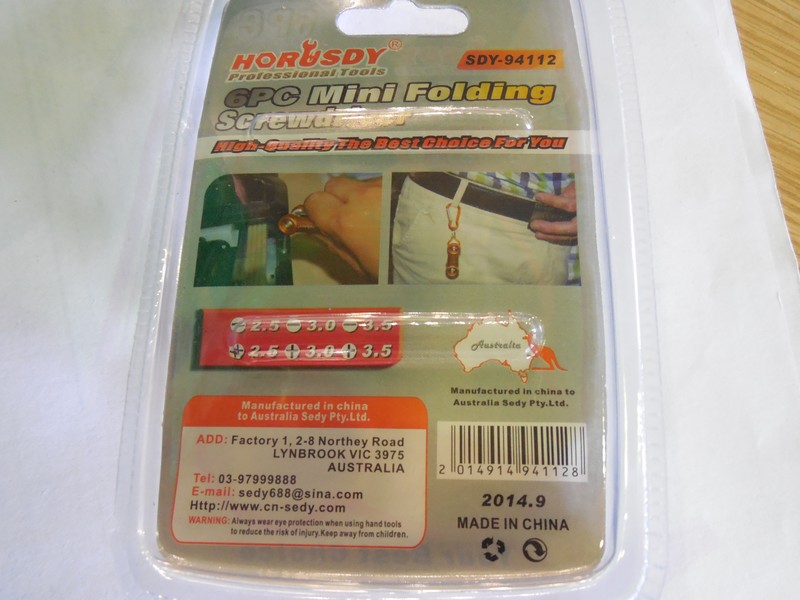 HORUSDY®
Professional Tools
SDY-94112
6PC Mini Folding
Screwdriver
High-quality The Best Choice For You
2.5 3.0 3.5
2.5 3.0 3.5
Australia
Manufactured in china to
Australia Sedy Pty.Ltd.
Manufactured in china
to Australia Sedy Pty.Ltd.
ADD: Factory 1, 2-8 Northey Road
LYNBROOK VIC 3975
AUSTRALIA
Tel: 03-97999888
E-mail: sedy688@sina.com
Http://www.cn-sedy.com
WARNING: Always wear eye protection when using hand tools
to reduce the risk of injury.Keep away from children.
2 014914 941128
2014.9
MADE IN CHINA